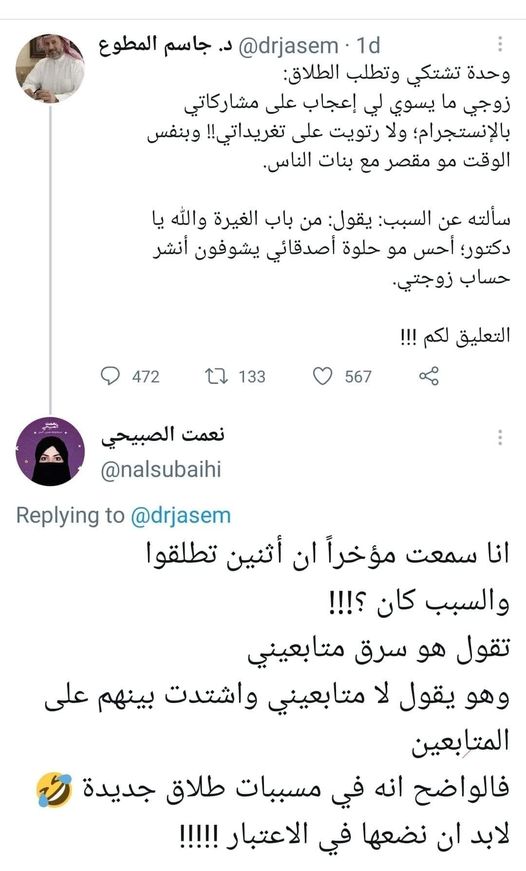 د. جاسم المطوع @drjasem · 1d
وحدة تشتكي وتطلب الطلاق:
زوجي ما يسوي لي إعجاب على مشاركاتي
بالإنستجرام؛ ولا رتويت على تغريداتي!! وبنفس
الوقت مو مقصر مع بنات الناس.
سألته عن السبب: يقول: من باب الغيرة والله يا
دكتور؛ أحس مو حلوة أصدقائي يشوفون أنشر
حساب زوجتي.
التعليق لكم !!!
472 133 567
نعمت الصبيحي
@nalsubaihi
Replying to @drjasem
انا سمعت مؤخراً ان أثنين تطلقوا
والسبب كان ؟!!!
تقول هو سرق متابعيني
وهو يقول لا متابعيني واشتدت بينهم على
المتابعين
فالواضح انه في مسببات طلاق جديدة 🤣
لابد ان نضعها في الاعتبار !!!!!